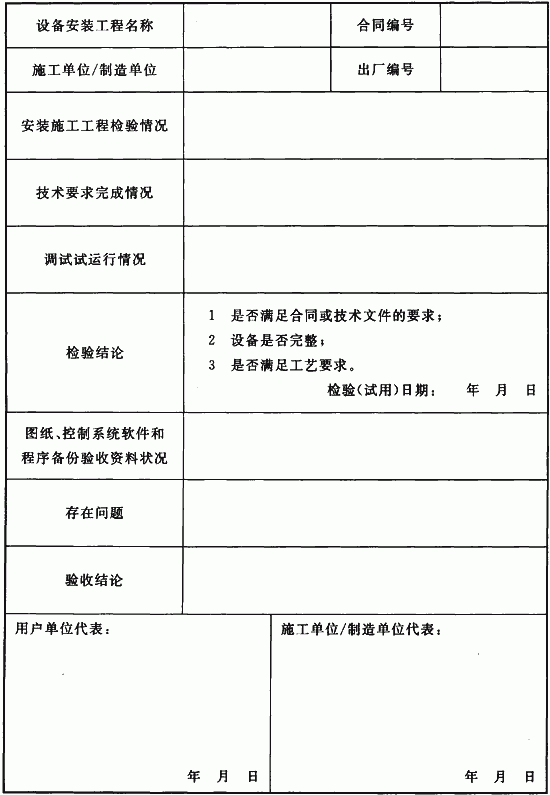 设备安装工程名称 合同编号
施工单位/制造单位 出厂编号
安装施工工程检验情况
技术要求完成情况
调试试运行情况
检验结论
1 是否满足合同或技术文件的要求;
2 设备是否完整;
3 是否满足工艺要求。
检验(试用)日期: 年 月 日
图纸、控制系统软件和
程序备份验收资料状况
存在问题
验收结论
用户单位代表: 施工单位/制造单位代表:
年 月 日 年 月 日